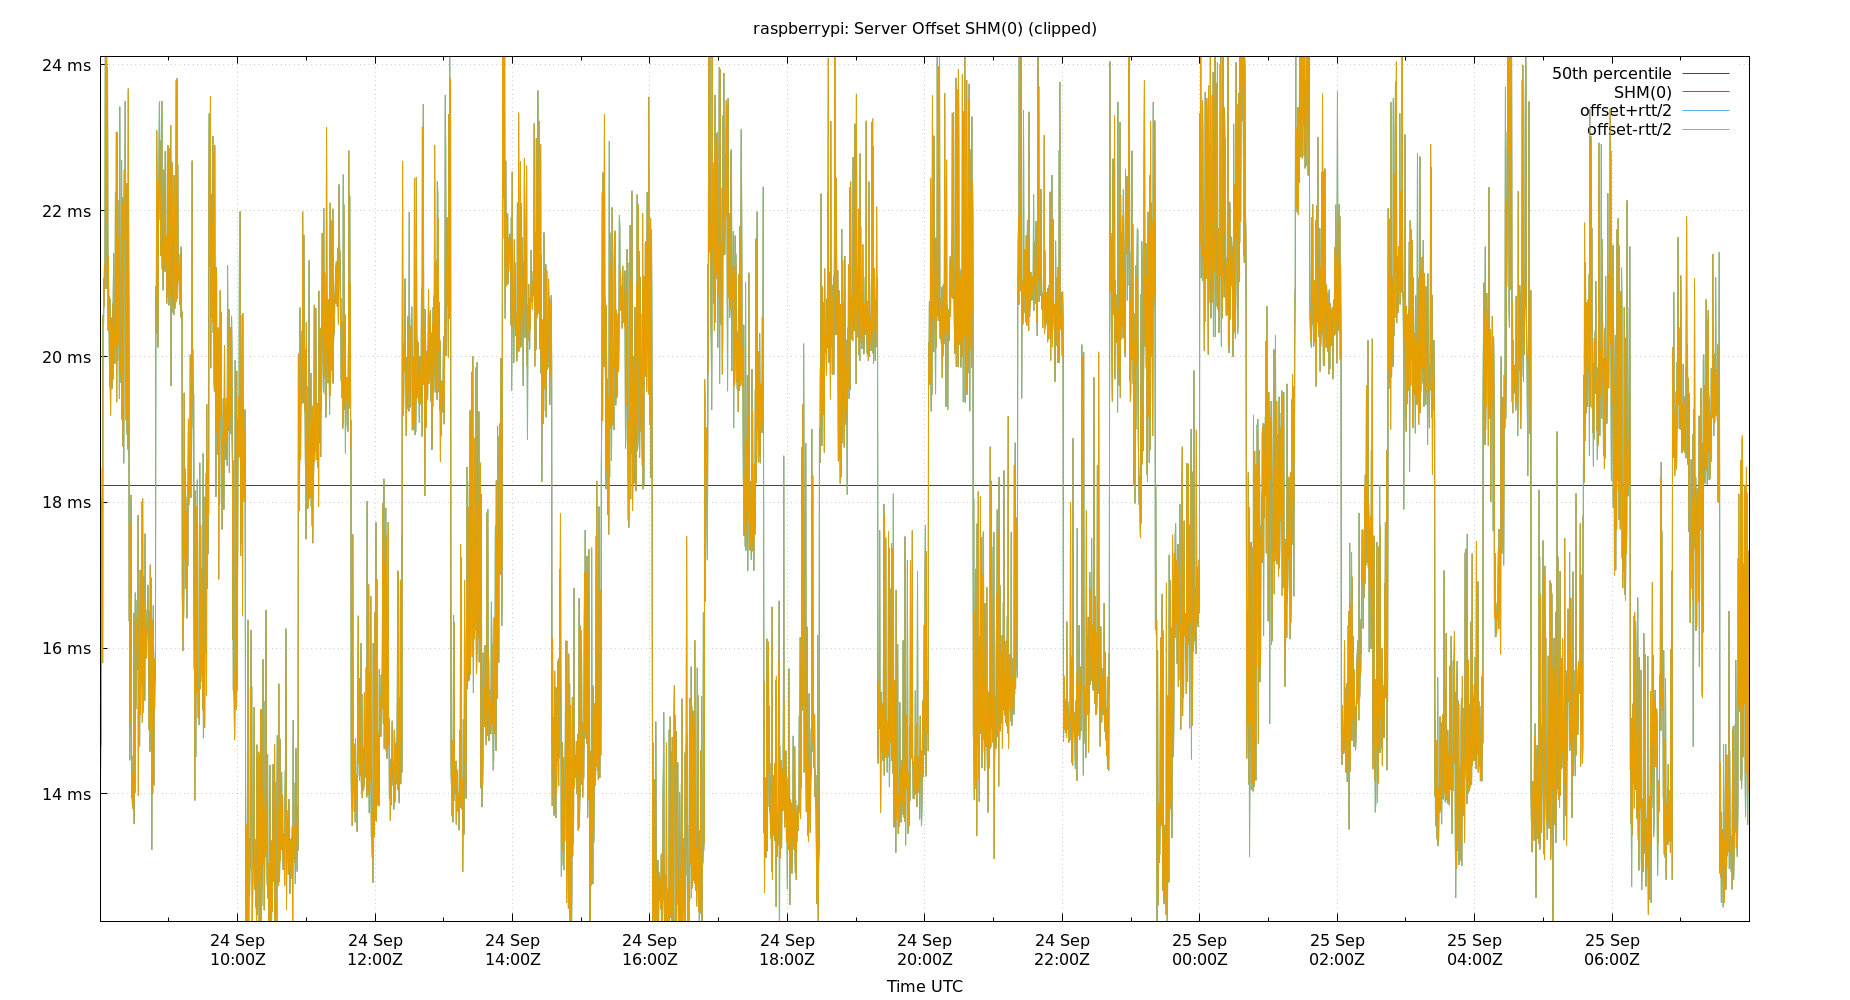 raspberrypi: Server Offset SHM(0) (clipped)
24 ms
22 ms
20 ms
18 ms
16 ms
14 ms
50th percentile
SHM(0)
offset+rtt/2
offset-rtt/2
24 Sep
10:00Z
24 Sep
12:00Z
24 Sep
14:00Z
24 Sep
16:00Z
24 Sep
18:00Z
24 Sep
20:00Z
24 Sep
22:00Z
25 Sep
00:00Z
25 Sep
02:00Z
25 Sep
04:00Z
25 Sep
06:00Z
Time UTC